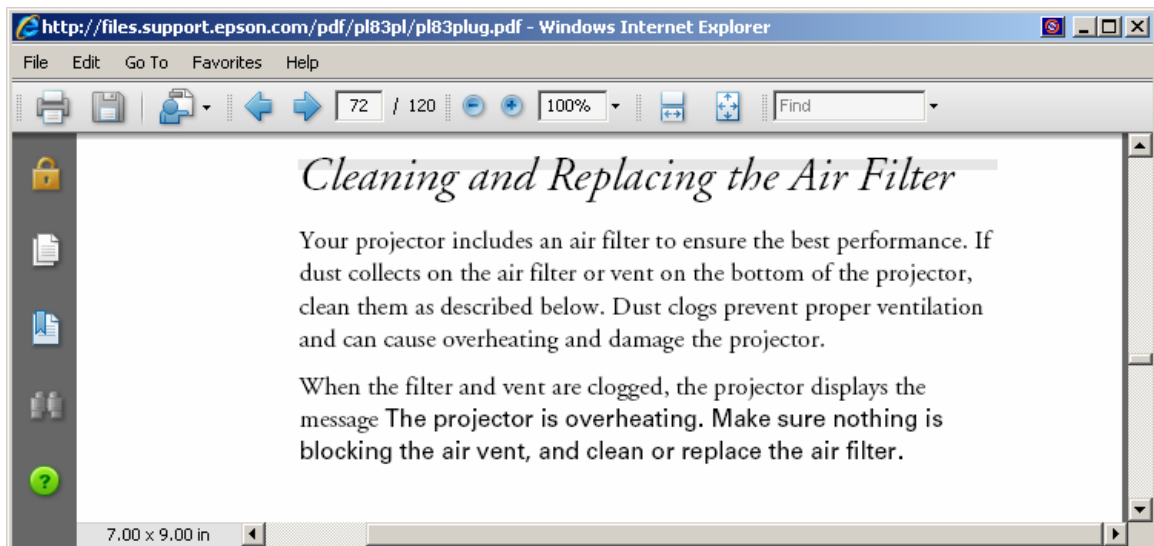 http://files.support.epson.com/pdf/pl83pl/pl83plug.pdf - Windows Internet Explorer
File Edit Go To Favorites Help
72 / 120 100% Find
Cleaning and Replacing the Air Filter
Your projector includes an air filter to ensure the best performance. If
dust collects on the air filter or vent on the bottom of the projector,
clean them as described below. Dust clogs prevent proper ventilation
and can cause overheating and damage the projector.
When the filter and vent are clogged, the projector displays the
message The projector is overheating. Make sure nothing is
blocking the air vent, and clean or replace the air filter.
7.00 x 9.00 in